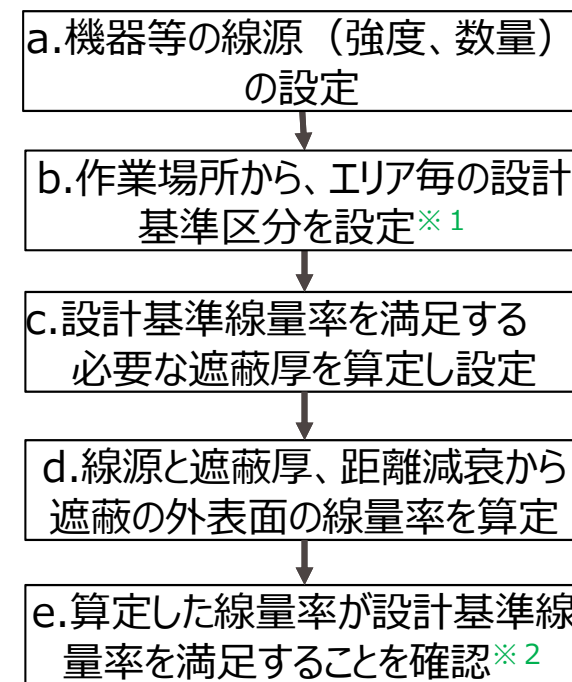 a.機器等の線源（強度、数量）
の設定
b.作業場所から、エリア毎の設計
基準区分を設定※1
c.設計基準線量率を満足する
必要な遮蔽厚を算定し設定
d.線源と遮蔽厚、距離減衰から
遮蔽の外表面の線量率を算定
e.算定した線量率が設計基準線
量率を満足することを確認※2